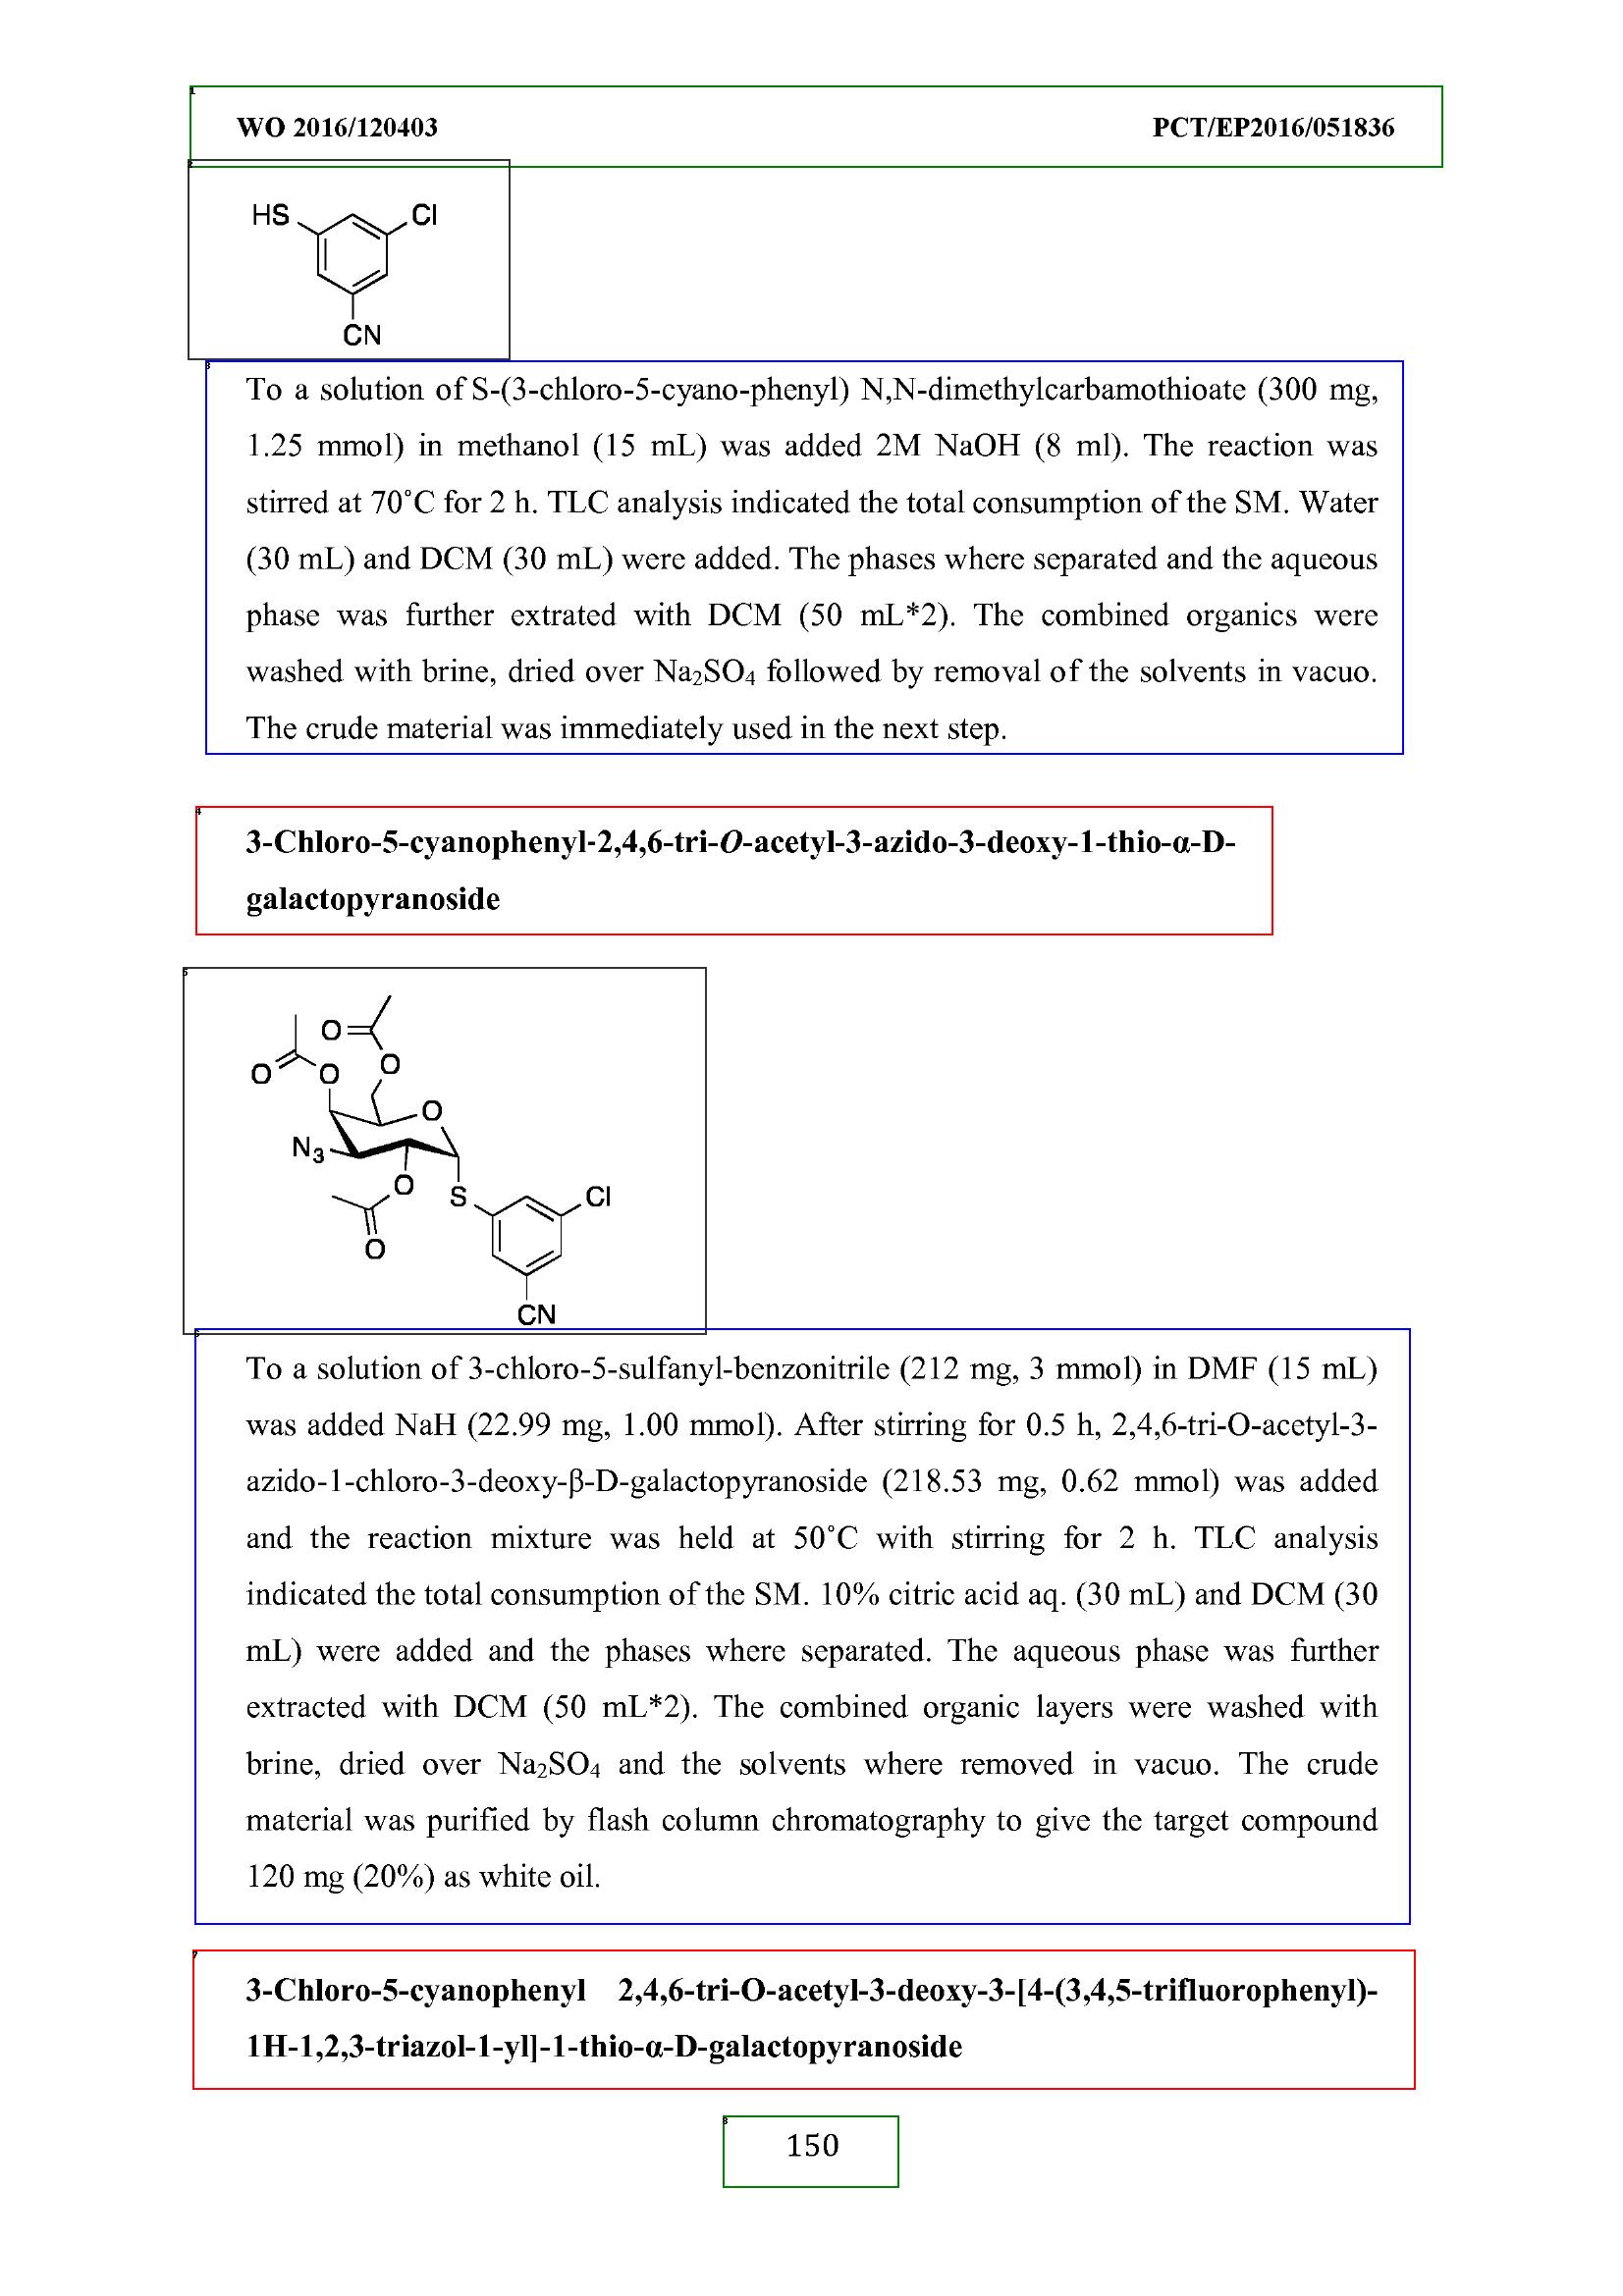 WO 2016/120403 PCT/EP2016/051836
HS Cl
CN
To a solution of S-(3-chloro-5-cyano-phenyl) N,N-dimethylcarbamothioate (300 mg,
1.25 mmol) in methanol (15 mL) was added 2M NaOH (8 ml). The reaction was
stirred at 70˚C for 2 h. TLC analysis indicated the total consumption of the SM. Water
(30 mL) and DCM (30 mL) were added. The phases where separated and the aqueous
phase was further extrated with DCM (50 mL*2). The combined organics were
washed with brine, dried over Na₂SO₄ followed by removal of the solvents in vacuo.
The crude material was immediately used in the next step.
3-Chloro-5-cyanophenyl-2,4,6-tri-O-acetyl-3-azido-3-deoxy-1-thio-α-D-
galactopyranoside
O
O
O O
O
N₃
O
S Cl
O
CN
To a solution of 3-chloro-5-sulfanyl-benzonitrile (212 mg, 3 mmol) in DMF (15 mL)
was added NaH (22.99 mg, 1.00 mmol). After stirring for 0.5 h, 2,4,6-tri-O-acetyl-3-
azido-1-chloro-3-deoxy-β-D-galactopyranoside (218.53 mg, 0.62 mmol) was added
and the reaction mixture was held at 50˚C with stirring for 2 h. TLC analysis
indicated the total consumption of the SM. 10% citric acid aq. (30 mL) and DCM (30
mL) were added and the phases where separated. The aqueous phase was further
extracted with DCM (50 mL*2). The combined organic layers were washed with
brine, dried over Na₂SO₄ and the solvents where removed in vacuo. The crude
material was purified by flash column chromatography to give the target compound
120 mg (20%) as white oil.
3-Chloro-5-cyanophenyl 2,4,6-tri-O-acetyl-3-deoxy-3-[4-(3,4,5-trifluorophenyl)-
1H-1,2,3-triazol-1-yl]-1-thio-α-D-galactopyranoside
150